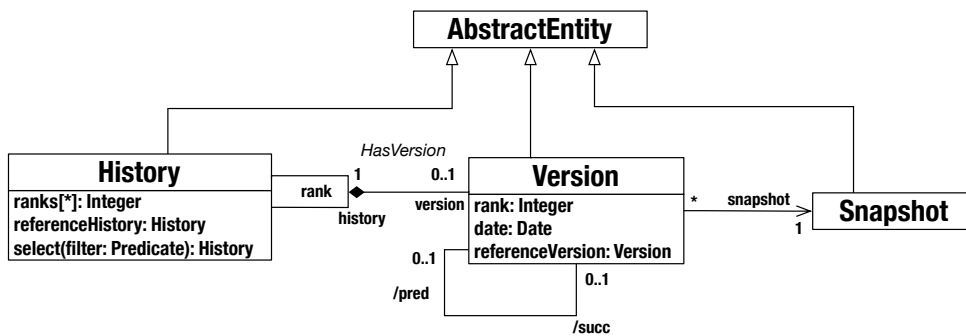 AbstractEntity
History
ranks[*]: Integer
referenceHistory: History
select(filter: Predicate): History
rank
HasVersion
1
0..1
history
version
Version
rank: Integer
date: Date
referenceVersion: Version
*
snapshot
1
Snapshot
0..1
/pred
0..1
/succ